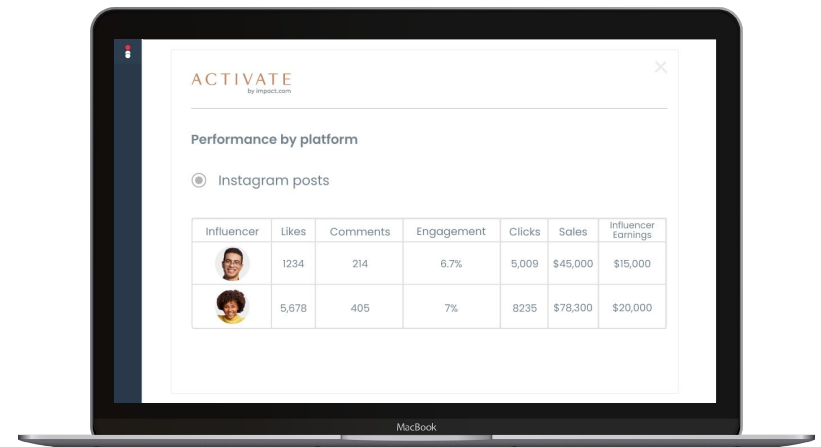 ACTIVATE
by impact.com
Performance by platform
Instagram posts
Influencer Likes Comments Engagement Clicks Sales Influencer Earnings
1234 214 6.7% 5,009 $45,000 $15,000
5,678 405 7% 8235 $78,300 $20,000
MacBook